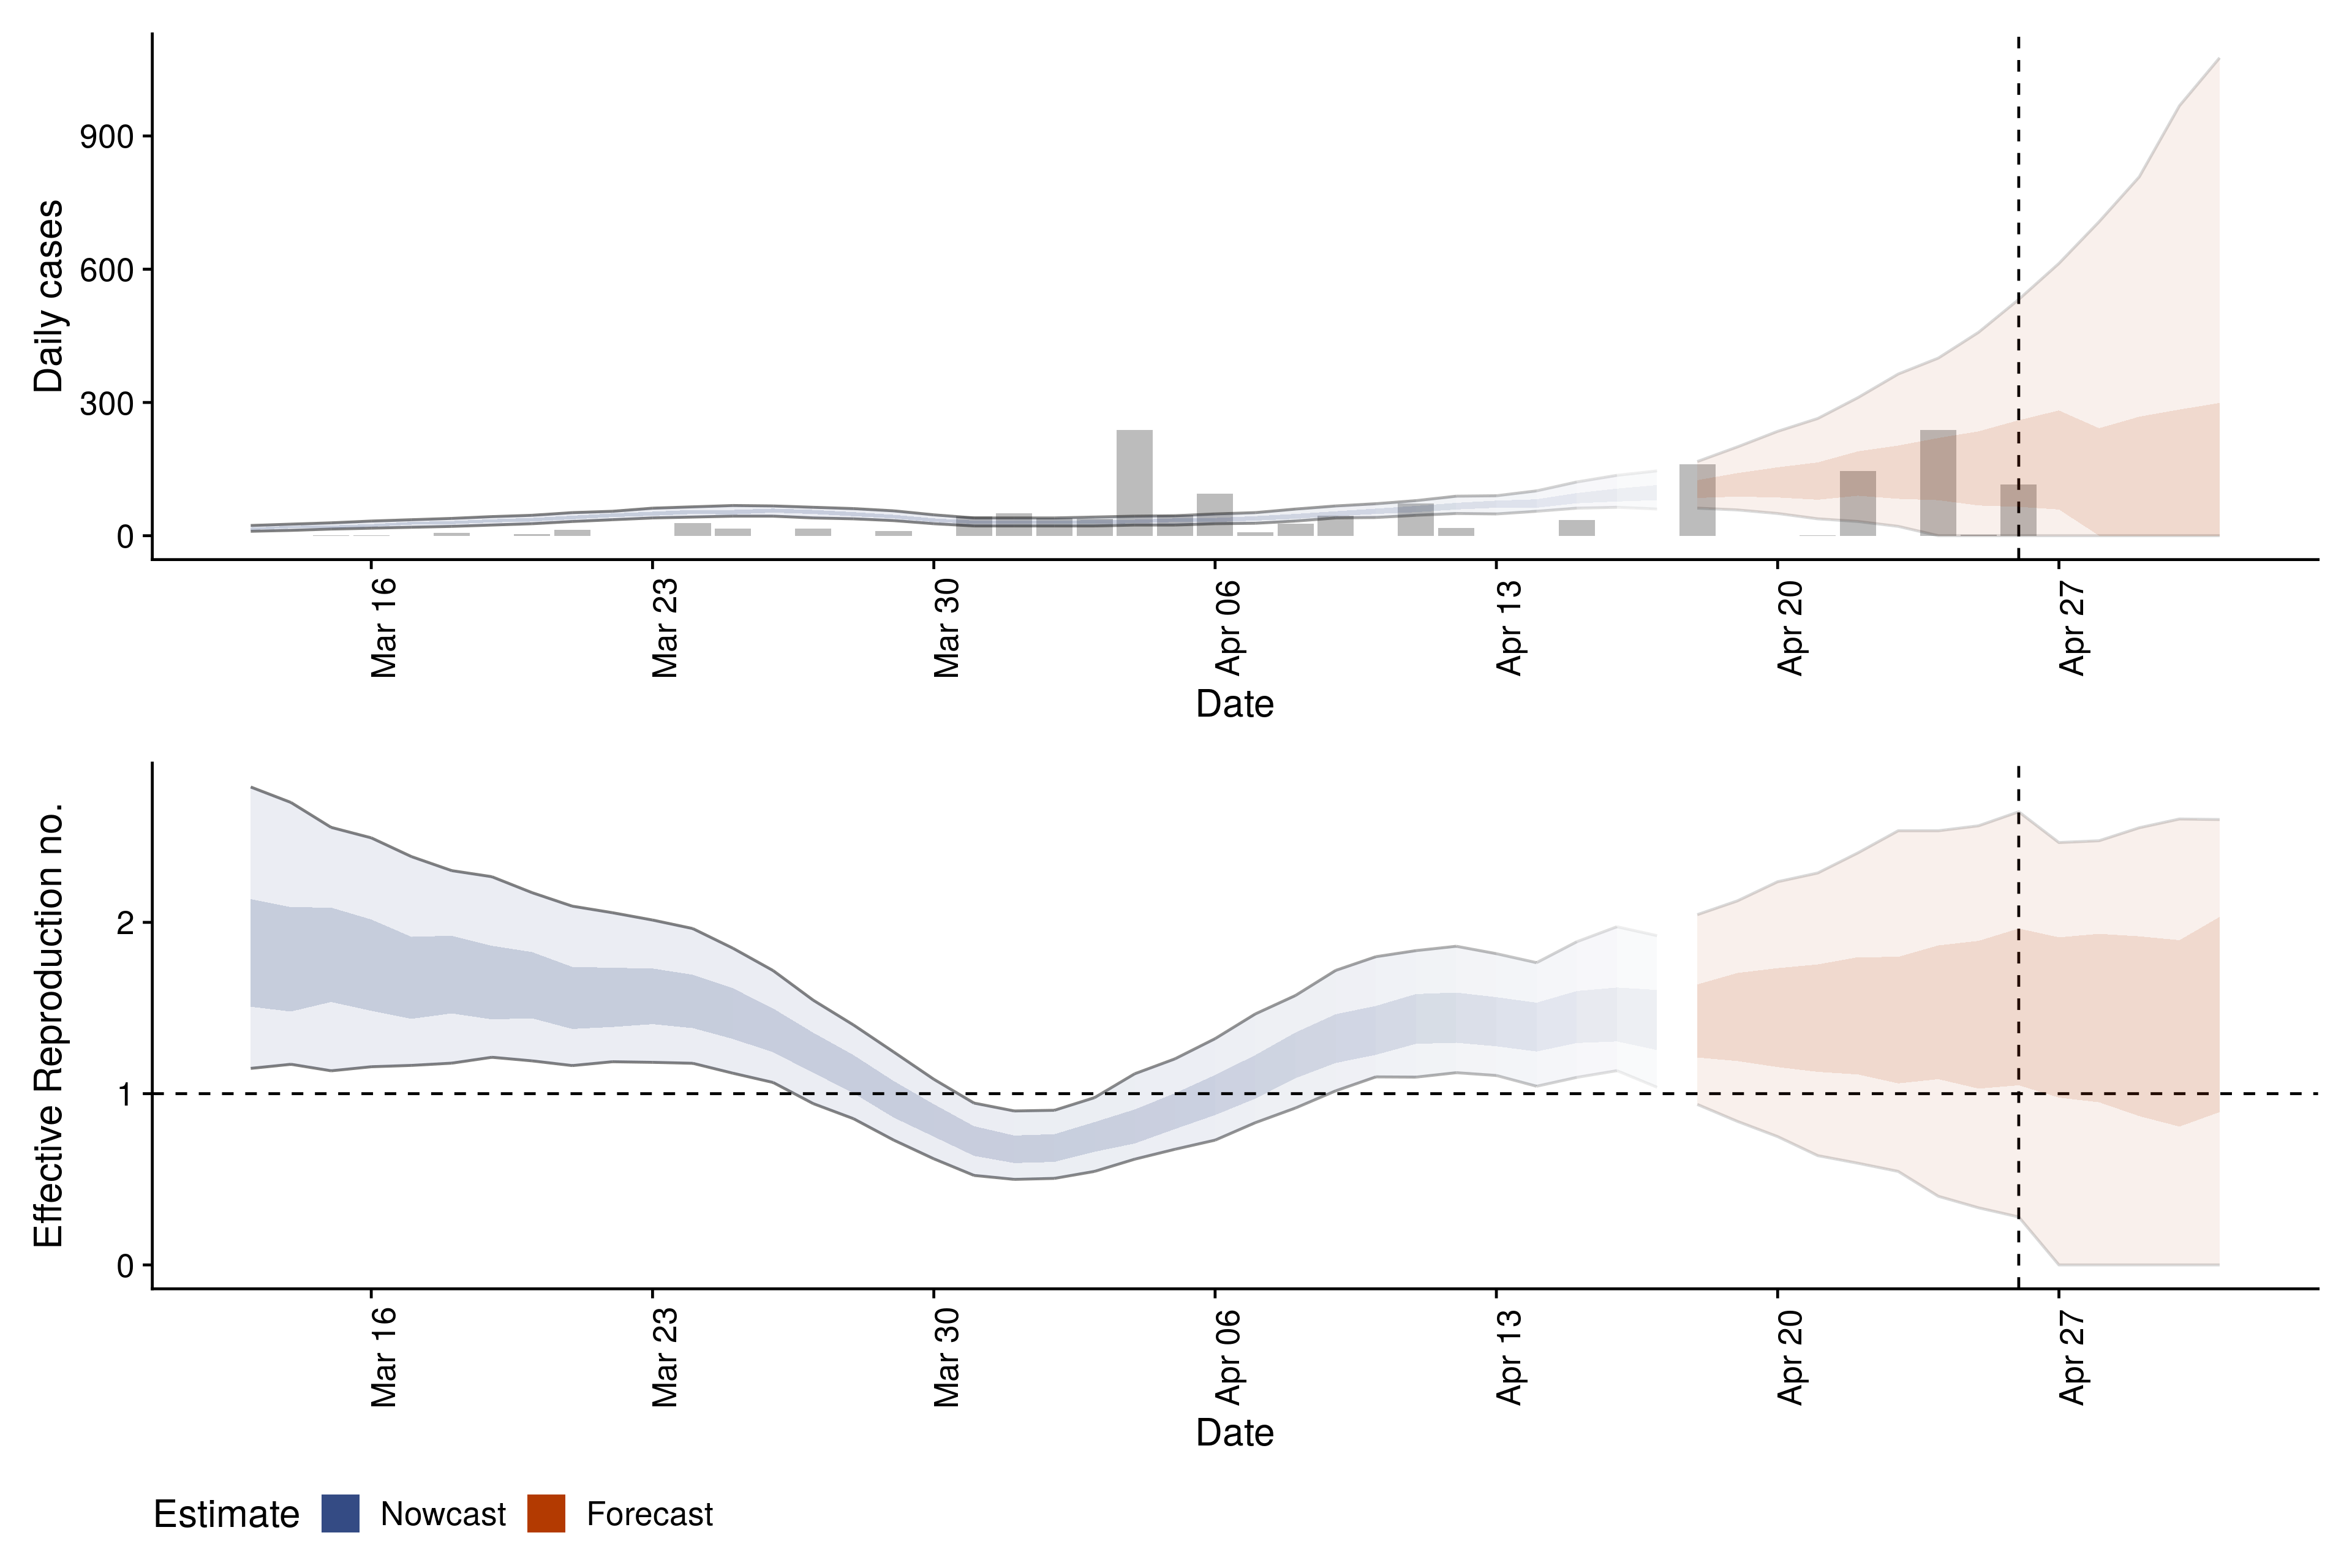 Daily cases
900
600
300
0
Mar 16
Mar 23
Mar 30
Apr 06
Apr 13
Apr 20
Apr 27
Date
Effective Reproduction no.
2
1
0
Mar 16
Mar 23
Mar 30
Apr 06
Apr 13
Apr 20
Apr 27
Date
Estimate Nowcast Forecast